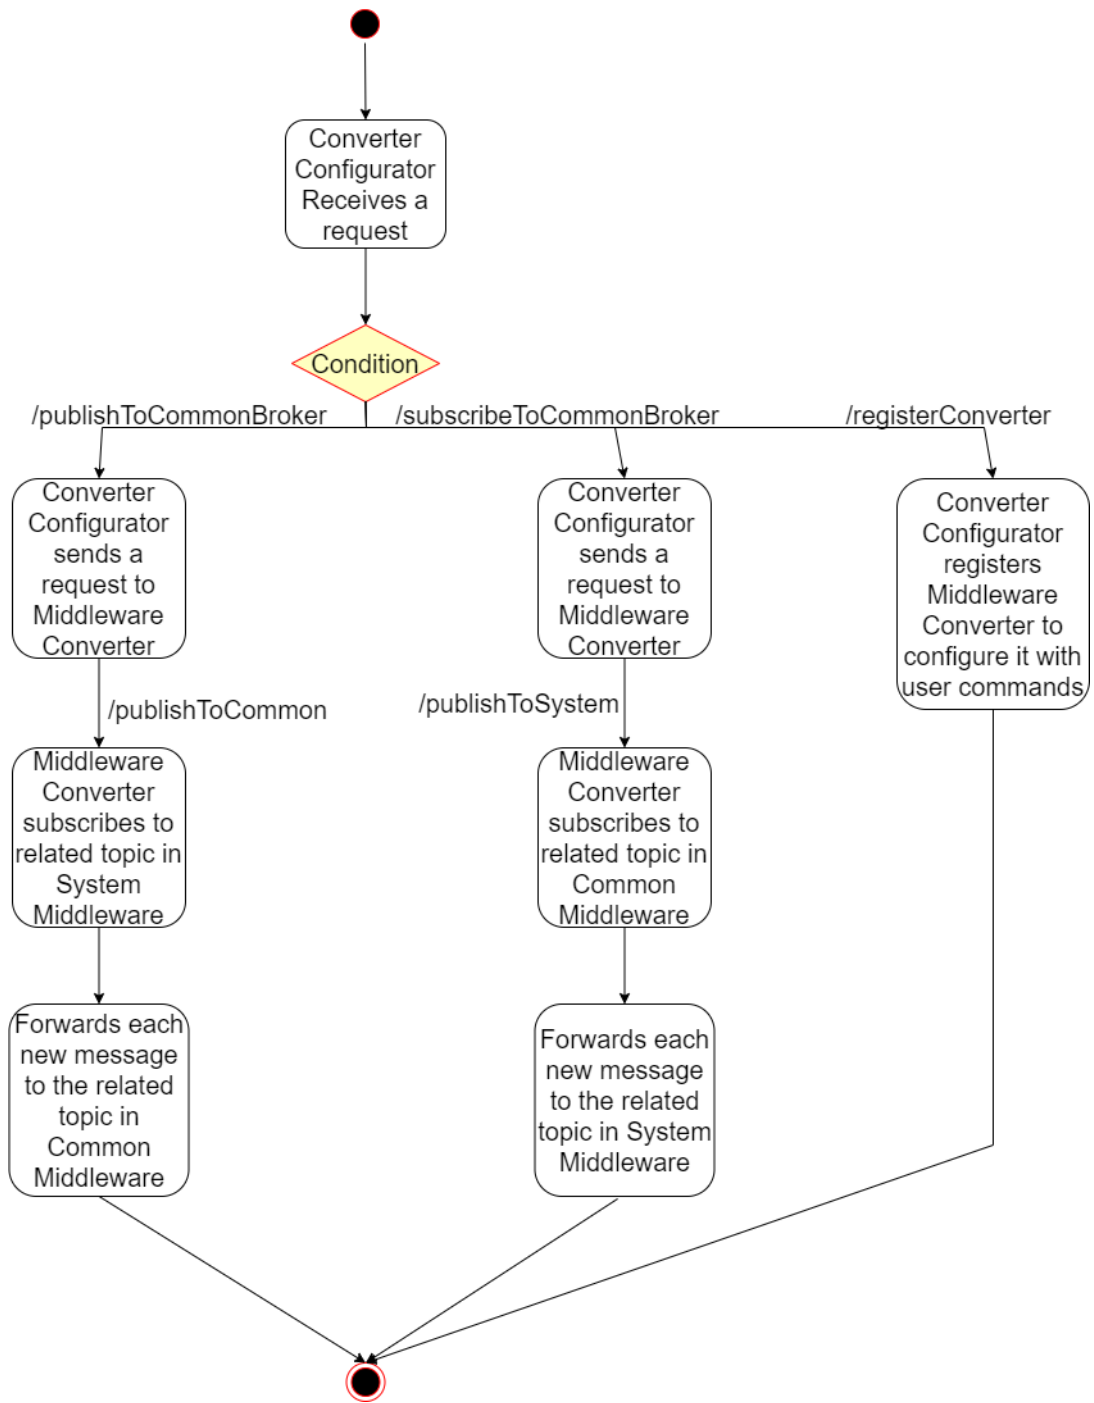 Converter
Configurator
Receives a
request
Condition
/publishToCommonBroker
/subscribeToCommonBroker
/registerConverter
Converter
Configurator
sends a
request to
Middleware
Converter
Converter
Configurator
sends a
request to
Middleware
Converter
Converter
Configurator
registers
Middleware
Converter to
configure it with
user commands
/publishToCommon
/publishToSystem
Middleware
Converter
subscribes to
related topic in
System
Middleware
Middleware
Converter
subscribes to
related topic in
Common
Middleware
Forwards each
new message
to the related
topic in
Common
Middleware
Forwards each
new message
to the related
topic in System
Middleware